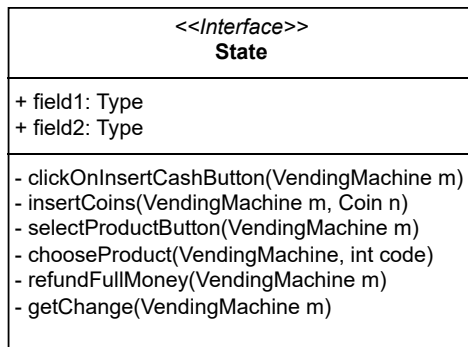 <<Interface>>
State
+ field1: Type
+ field2: Type
- clickOnInsertCashButton(VendingMachine m)
- insertCoins(VendingMachine m, Coin n)
- selectProductButton(VendingMachine m)
- chooseProduct(VendingMachine, int code)
- refundFullMoney(VendingMachine m)
- getChange(VendingMachine m)